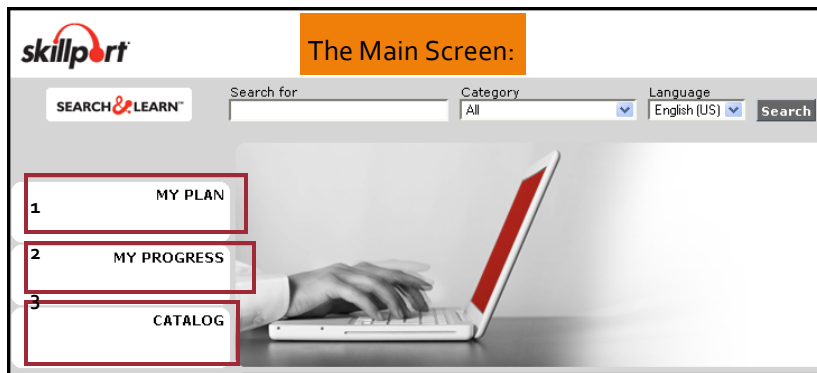 skillport
The Main Screen:
Search for
Category
Language
SEARCH & LEARN™
All
English (US)
Search
1
MY PLAN
2
MY PROGRESS
3
CATALOG